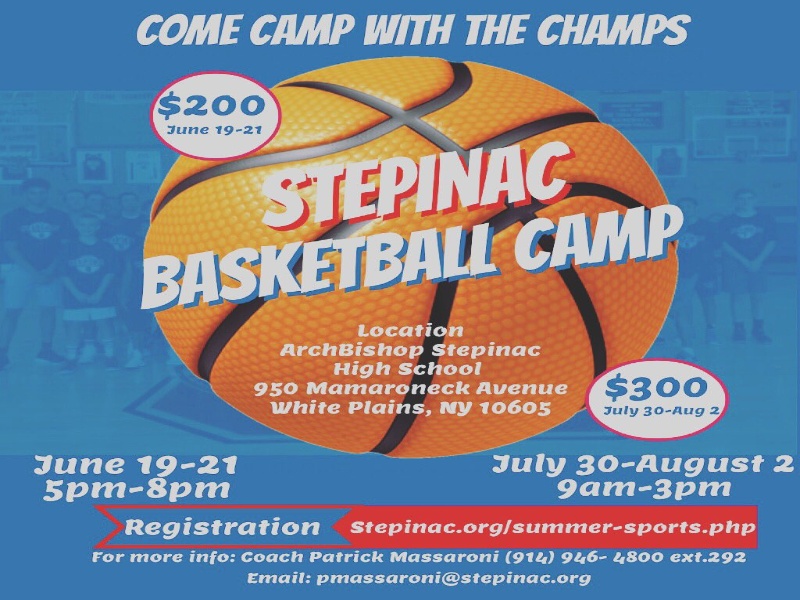 COME CAMP WITH THE CHAMPS
$200
June 19-21
STEPINAC
BASKETBALL CAMP
Location
ArchBishop Stepinac
High School
950 Mamaroneck Avenue
White Plains, NY 10605
$300
July 30-Aug 2
June 19-21
5pm-8pm
July 30-August 2
9am-3pm
Registration
Stepinac.org/summer-sports.php
For more info: Coach Patrick Massaroni (914) 946- 4800 ext.292
Email: pmassaroni@stepinac.org